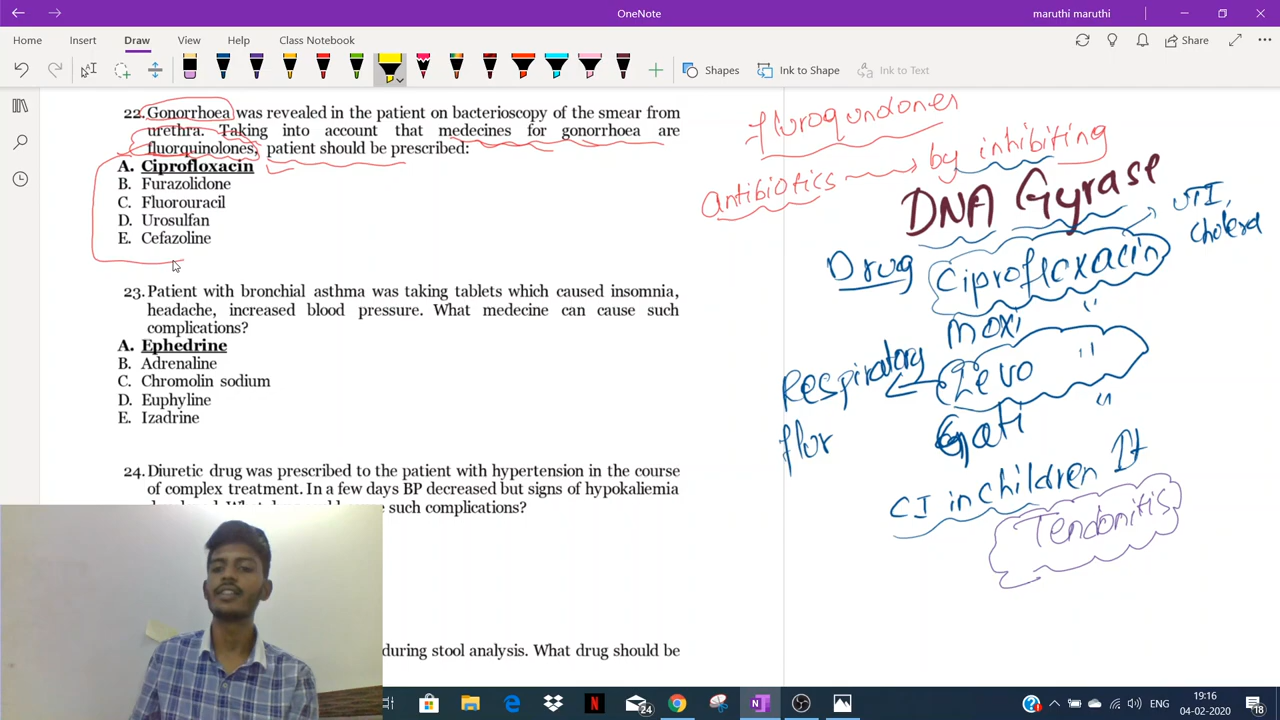 OneNote
maruthi maruthi
Home Insert Draw View Help Class Notebook
Share
Shapes Ink to Shape Ink to Text
22. Gonorrhoea was revealed in the patient on bacterioscopy of the smear from
urethra. Taking into account that medecines for gonorrhoea are
fluorquinolones, patient should be prescribed:
A. Ciprofloxacin
B. Furazolidone
C. Fluorouracil
D. Urosulfan
E. Cefazoline
23. Patient with bronchial asthma was taking tablets which caused insomnia,
headache, increased blood pressure. What medecine can cause such
complications?
A. Ephedrine
B. Adrenaline
C. Chromolin sodium
D. Euphyline
E. Izadrine
24. Diuretic drug was prescribed to the patient with hypertension in the course
of complex treatment. In a few days BP decreased but signs of hypokaliemia
such complications?
during stool analysis. What drug should be
Antibiotics by inhibiting
DNA Gyrase
UTI,
cholera
Drug Ciprofloxacin
moxi "
Respiratory Levo "
flor Gati "
CI in children It
Tendonitis
24
ENG
19:16
04-02-2020
18